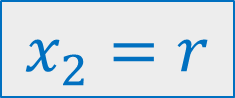 x₂ = r